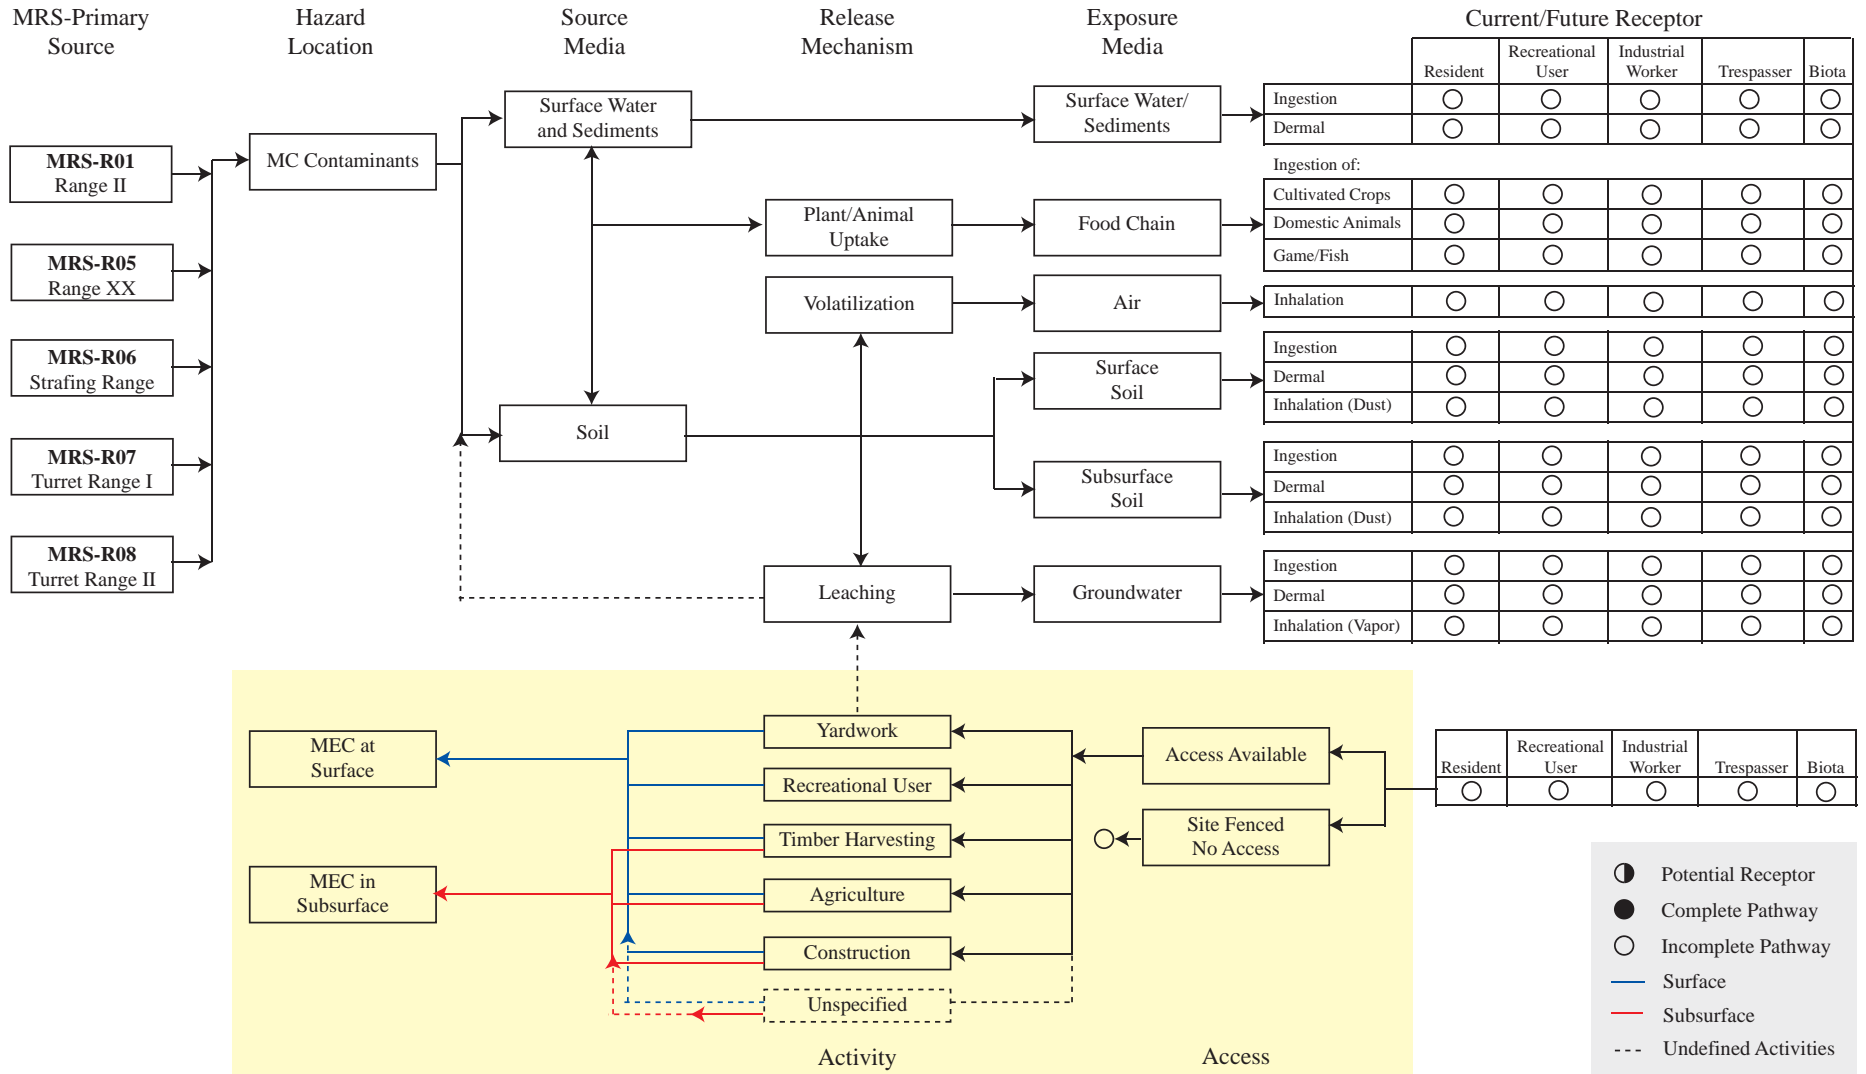 MRS-Primary
Source
Hazard
Location
Source
Media
Release
Mechanism
Exposure
Media
Current/Future Receptor
Resident
Recreational
User
Industrial
Worker
Trespasser
Biota
MRS-R01
Range II
MRS-R05
Range XX
MRS-R06
Strafing Range
MRS-R07
Turret Range I
MRS-R08
Turret Range II
MC Contaminants
Surface Water
and Sediments
Soil
Plant/Animal
Uptake
Volatilization
Leaching
Surface Water/
Sediments
Food Chain
Air
Surface
Soil
Subsurface
Soil
Groundwater
Ingestion
Dermal
Ingestion of:
Cultivated Crops
Domestic Animals
Game/Fish
Inhalation
Ingestion
Dermal
Inhalation (Dust)
Ingestion
Dermal
Inhalation (Dust)
Ingestion
Dermal
Inhalation (Vapor)
MEC at
Surface
MEC in
Subsurface
Yardwork
Recreational User
Timber Harvesting
Agriculture
Construction
Unspecified
Activity
Access Available
Site Fenced
No Access
Access
Resident
Recreational
User
Industrial
Worker
Trespasser
Biota
Potential Receptor
Complete Pathway
Incomplete Pathway
Surface
Subsurface
Undefined Activities